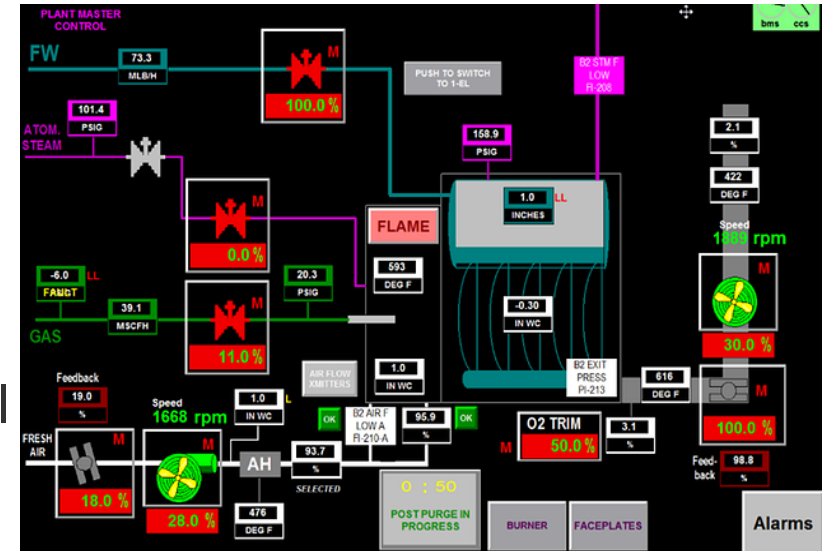 PLANT MASTER
CONTROL
bms ccs
FW
73.3
MLB/H
M
100.0 %
PUSH TO SWITCH
TO 1-EL
B2 STM F
LOW
FI-208
101.4
PSIG
ATOM.
STEAM
158.9
PSIG
2.1
%
422
DEG F
1.0 LL
INCHES
M
0.0 %
FLAME
Speed
1889 rpm
593
DEG F
-6.0 LL
20.3
PSIG
M
39.1
MSCFH
M
11.0 %
GAS
-0.30
IN WC
30.0 %
AIR FLOW
XMITTERS
1.0
IN WC
B2 EXIT
PRESS
PI-213
616
DEG F
M
100.0 %
Feedback
19.0
%
Speed
1668 rpm
1.0 L
IN WC
OK
B2 AIR F
LOW A
FI-210-A
95.9
%
OK
O2 TRIM
M
50.0 %
3.1
%
FRESH
AIR
M
18.0 %
M
28.0 %
AH
93.7
%
SELECTED
Feed-
back
98.8
%
476
DEG F
0 : 50
POST PURGE IN
PROGRESS
BURNER
FACEPLATES
Alarms